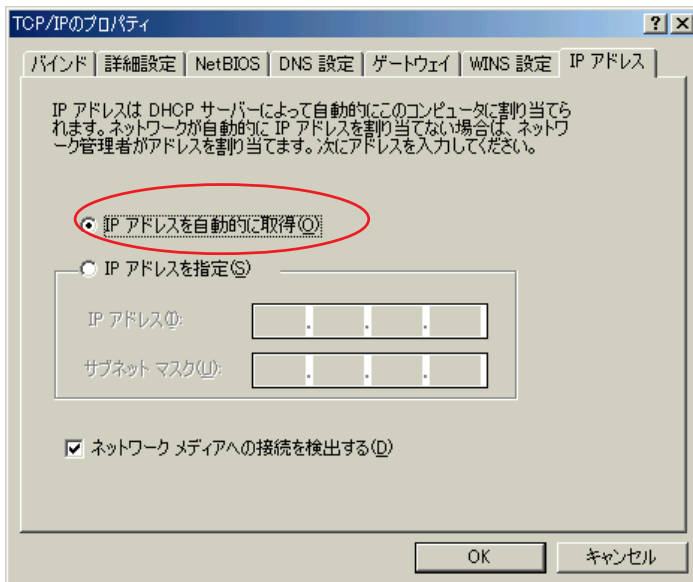 TCP/IPのプロパティ
バインド 詳細設定 NetBIOS DNS 設定 ゲートウェイ WINS 設定 IP アドレス
IP アドレスは DHCP サーバーによって自動的にこのコンピュータに割り当てら
れます。ネットワークが自動的に IP アドレスを割り当てない場合は、ネットワ
ーク管理者がアドレスを割り当てます。次にアドレスを入力してください。
IP アドレスを自動的に取得(O)
IP アドレスを指定(S)
IP アドレス(I):
サブネット マスク(U):
ネットワーク メディアへの接続を検出する(D)
OK キャンセル